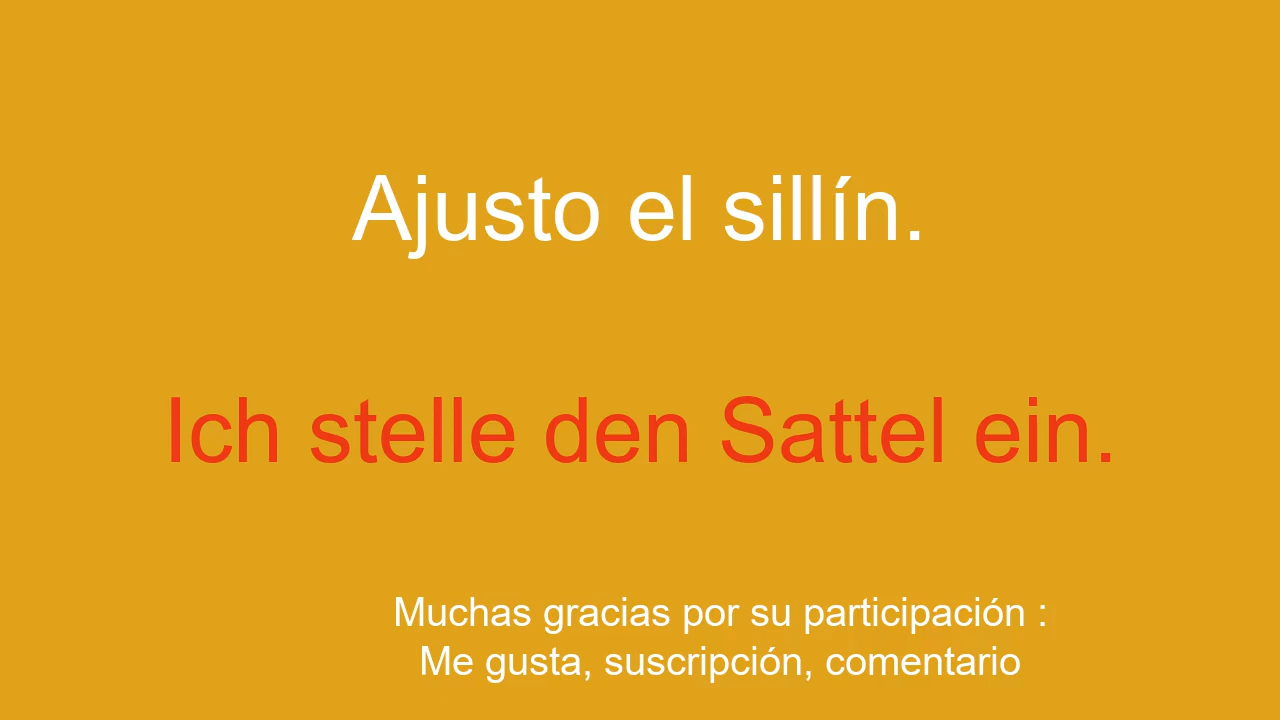 Ajusto el sillín.
Ich stelle den Sattel ein.
Muchas gracias por su participación :
Me gusta, suscripción, comentario